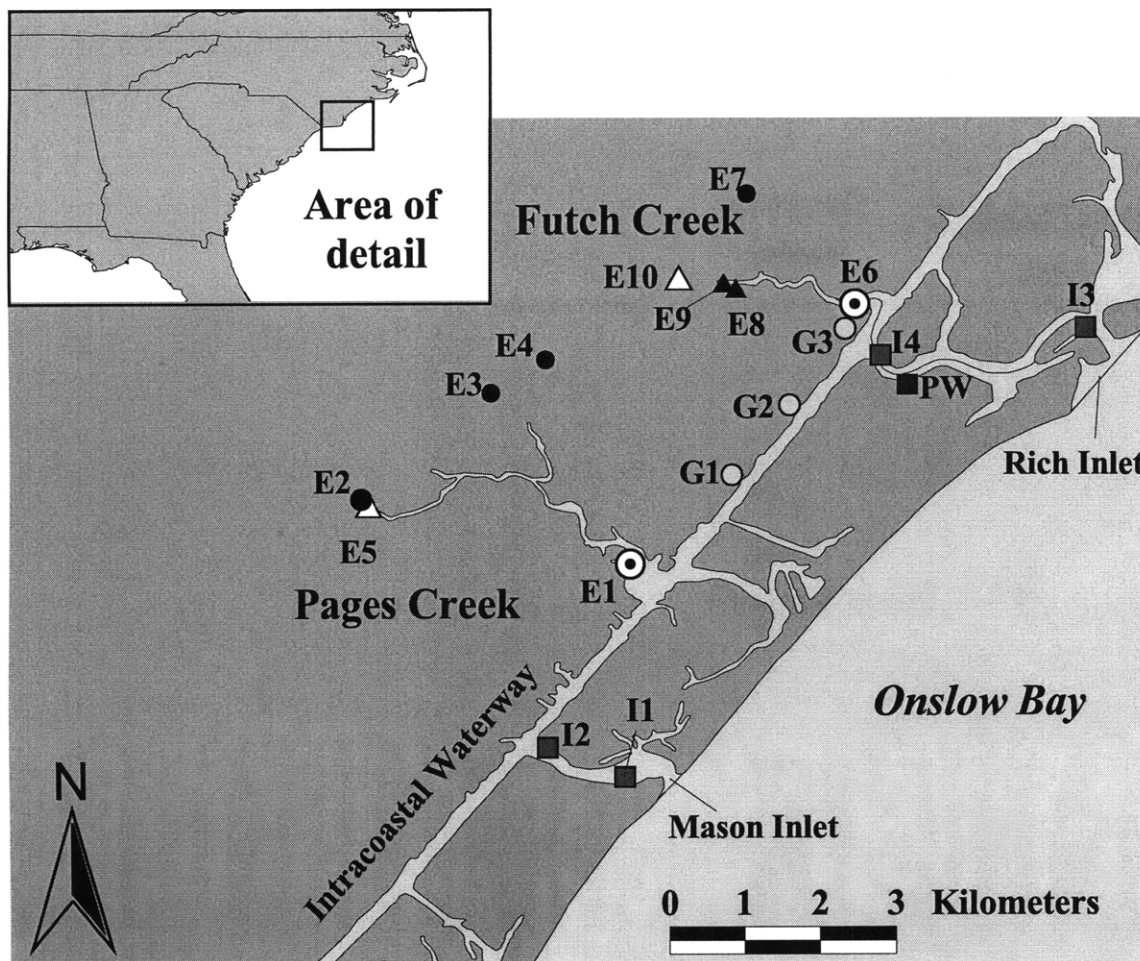 Area of
detail
E7
Futch Creek
E10
E6
E9
E8
I3
G3
I4
E4
PW
E3
G2
Rich Inlet
G1
E2
E5
E1
Pages Creek
Onslow Bay
I1
I2
Intracoastal Waterway
N
Mason Inlet
0 1 2 3 Kilometers